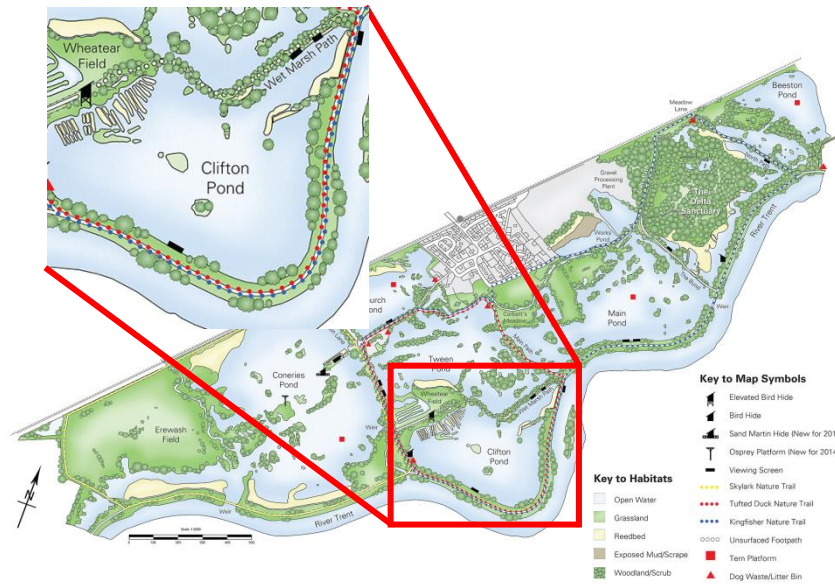 Wheatear
Field
Wet Marsh Path
Clifton
Pond
Beeston
Pond
Meadow
Lane
Gravel
Processing
Plant
The
Delta
Sanctuary
Works
Pond
River Trent
The Bund
Weir
Main
Pond
Corbett's
Meadow
Tween
Pond
Lane
Coneries
Pond
Wheatear
Field
Erewash
Field
Weir
Clifton
Pond
Weir
River Trent
N
Key to Habitats
Open Water
Grassland
Reedbed
Exposed Mud/Scrape
Woodland/Scrub
Key to Map Symbols
Elevated Bird Hide
Bird Hide
Sand Martin Hide (New for 201
Osprey Platform (New for 2014
Viewing Screen
Skylark Nature Trail
Tufted Duck Nature Trail
Kingfisher Nature Trail
Unsurfaced Footpath
Tern Platform
Dog Waste/Litter Bin